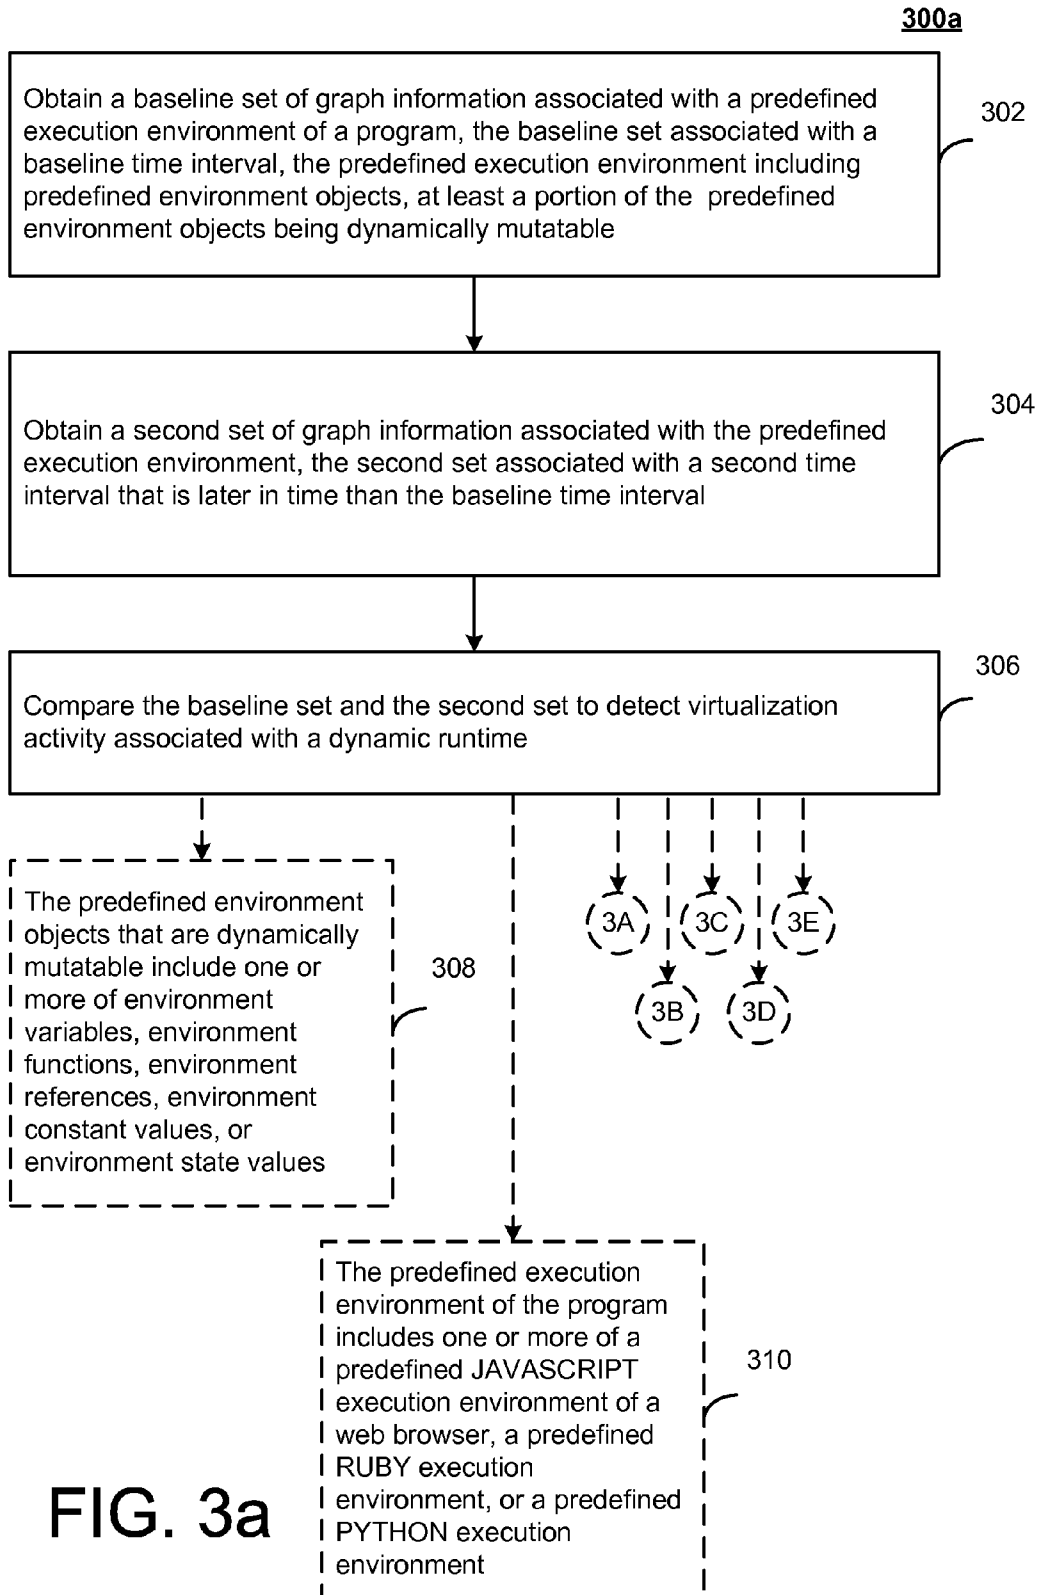 300a
Obtain a baseline set of graph information associated with a predefined
execution environment of a program, the baseline set associated with a
baseline time interval, the predefined execution environment including
predefined environment objects, at least a portion of the predefined
environment objects being dynamically mutatable
302
Obtain a second set of graph information associated with the predefined
execution environment, the second set associated with a second time
interval that is later in time than the baseline time interval
304
Compare the baseline set and the second set to detect virtualization
activity associated with a dynamic runtime
306
The predefined environment
objects that are dynamically
mutatable include one or
more of environment
variables, environment
functions, environment
references, environment
constant values, or
environment state values
308
3A
3C
3E
3B
3D
The predefined execution
environment of the program
includes one or more of a
predefined JAVASCRIPT
execution environment of a
web browser, a predefined
RUBY execution
environment, or a predefined
PYTHON execution
environment
310
FIG. 3a